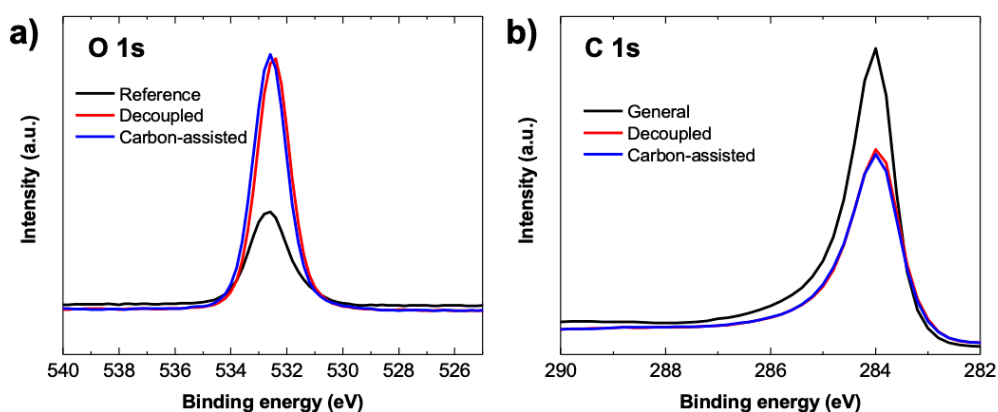 a)
O 1s
Reference
Decoupled
Carbon-assisted
Intensity (a.u.)
540 538 536 534 532 530 528 526
Binding energy (eV)
b)
C 1s
General
Decoupled
Carbon-assisted
Intensity (a.u.)
290 288 286 284 282
Binding energy (eV)